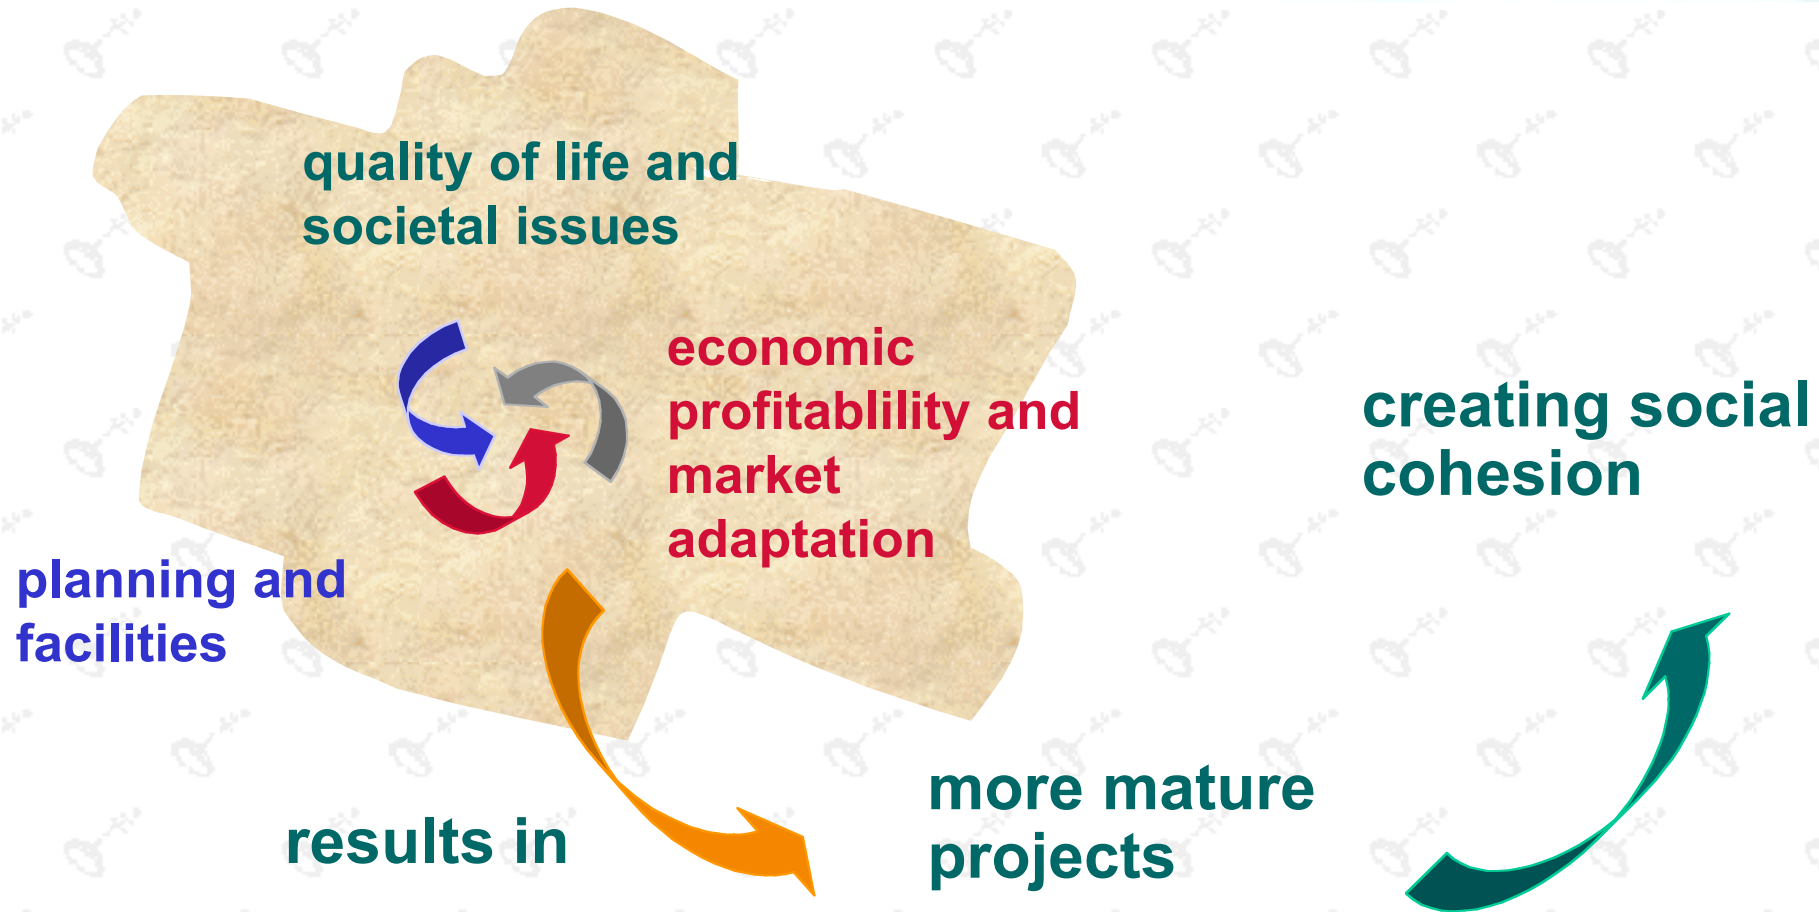 quality of life and
societal issues
economic
profitablility and
market
adaptation
planning and
facilities
creating social
cohesion
results in
more mature
projects